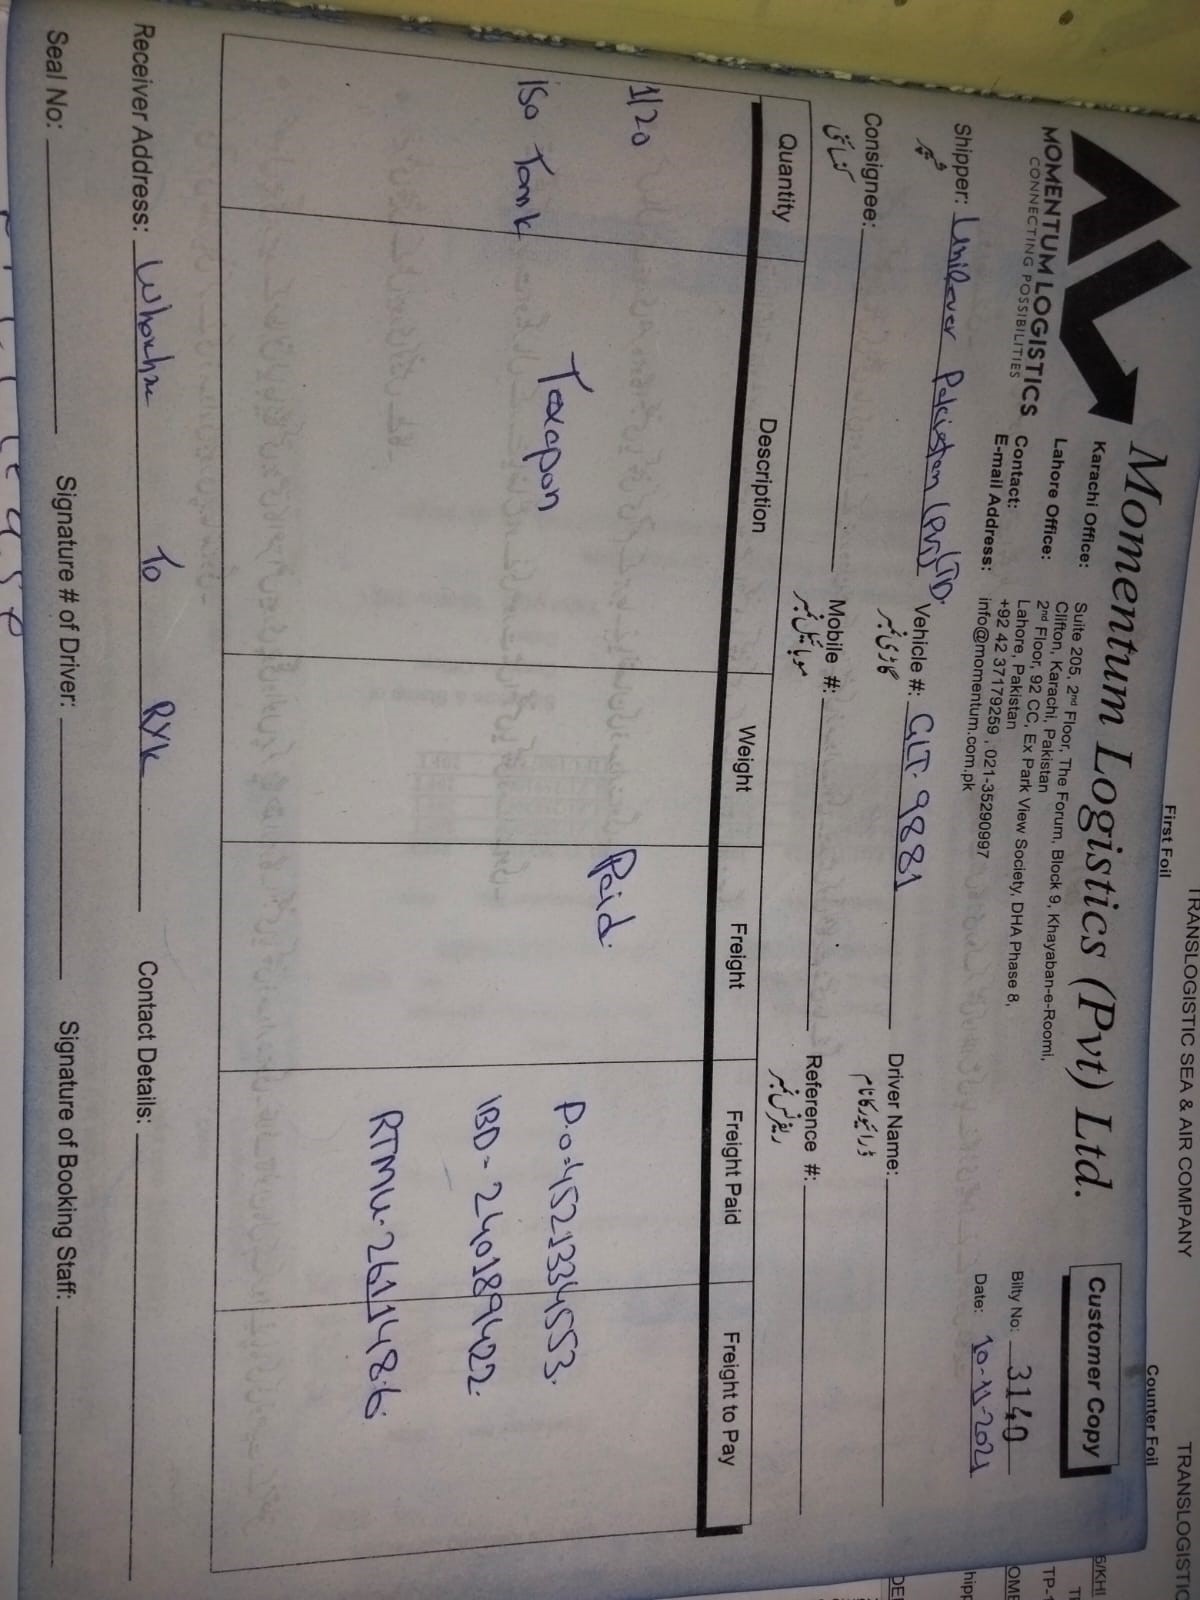 TRANSLOGISTIC SEA & AIR COMPANY
TRANSLOGISTIC
First Foil
Counter Foil
MOMENTUM LOGISTICS
CONNECTING POSSIBILITIES
Momentum Logistics (Pvt) Ltd.
Customer Copy
Karachi Office: Suite 205, 2nd Floor, The Forum, Block 9, Khayaban-e-Roomi,
Clifton, Karachi, Pakistan
Lahore Office: 2nd Floor, 92 CC, Ex Park View Society, DHA Phase 8,
Lahore, Pakistan
Contact: +92 42 37179259 , 021-35290997
E-mail Address: info@momentum.com.pk
Bilty No: 3140
Date: 10-11-2021
Shipper: Unilever Pakistan (Pvt) LTD. Vehicle #: GLT-9881 Driver Name:
شپر گاڑی نمبر ڈرائیور کا نام
Consignee: Mobile #: Reference #:
کنسائنی موبائیل نمبر ریفرنس نمبر
Quantity Description Weight Freight Freight Paid Freight to Pay
1/20 Paid.
Texapon P.o=4521334553.
ISO Tank
IBD- 240189422.
RTMU-261148.6.
Receiver Address: To RYK Contact Details:
Seal No: Signature # of Driver: Signature of Booking Staff: